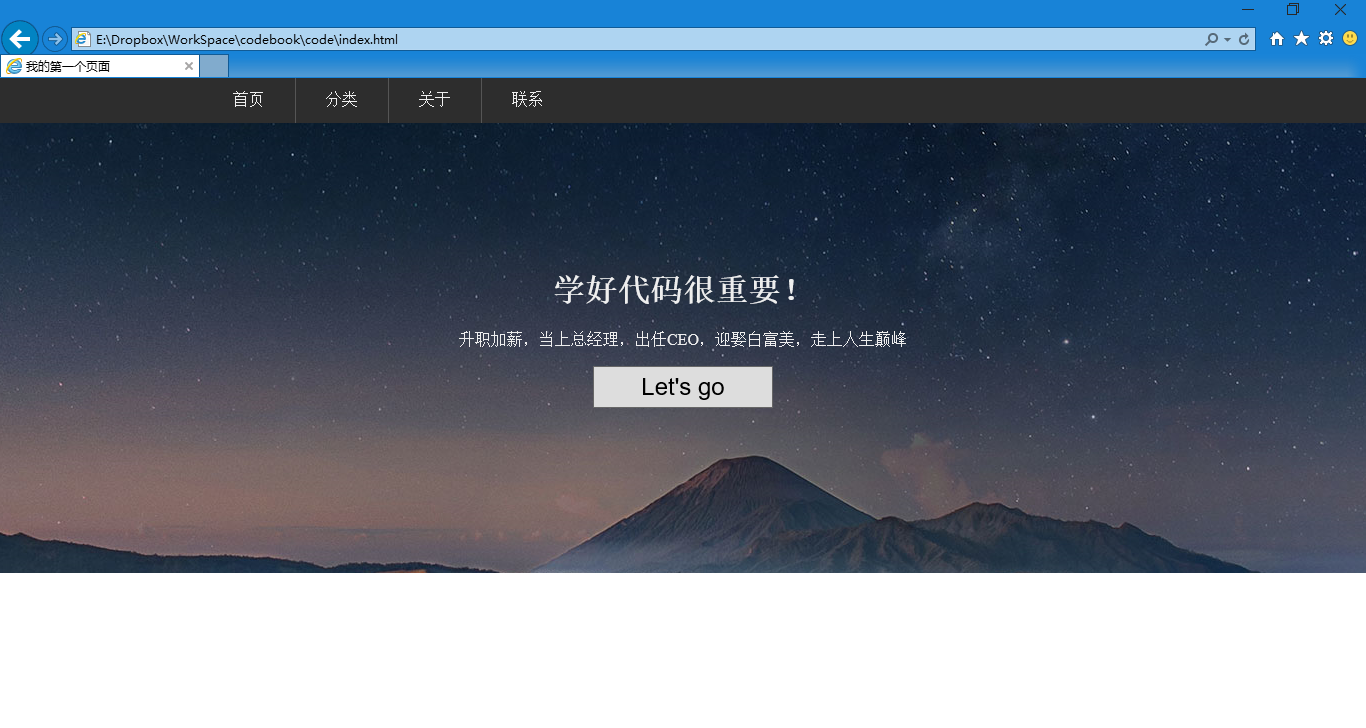 E:\Dropbox\WorkSpace\codebook\code\index.html
我的第一个页面
首页 分类 关于 联系
学好代码很重要！
升职加薪，当上总经理，出任CEO，迎娶白富美，走上人生巅峰
Let's go